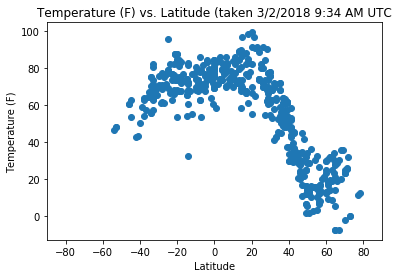 Temperature (F) vs. Latitude (taken 3/2/2018 9:34 AM UTC
100
80
60
40
20
0
Temperature (F)
−80 −60 −40 −20 0 20 40 60 80
Latitude